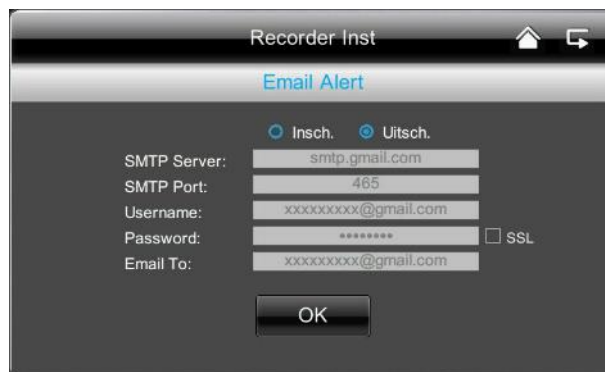 Recorder Inst
Email Alert
Insch. Uitsch.
SMTP Server: smtp.gmail.com
SMTP Port: 465
Username: xxxxxxxxx@gmail.com
Password: ******** SSL
Email To: xxxxxxxxx@gmail.com
OK